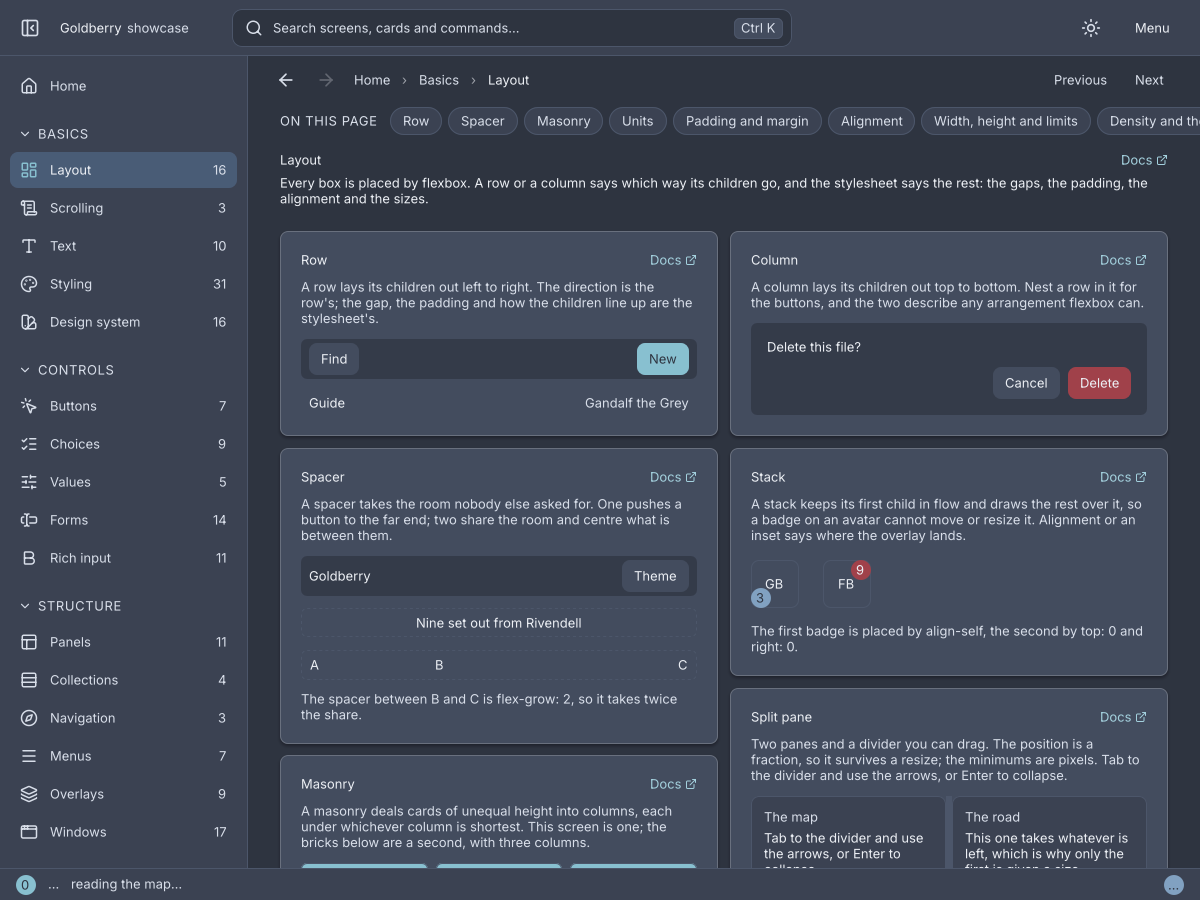 Goldberry showcase
Search screens, cards and commands...
Ctrl K
Menu
Home
BASICS
Layout 16
Scrolling 3
Text 10
Styling 31
Design system 16
CONTROLS
Buttons 7
Choices 9
Values 5
Forms 14
Rich input 11
STRUCTURE
Panels 11
Collections 4
Navigation 3
Menus 7
Overlays 9
Windows 17
Home › Basics › Layout
Previous Next
ON THIS PAGE Row Spacer Masonry Units Padding and margin Alignment Width, height and limits Density and the
Layout
Docs
Every box is placed by flexbox. A row or a column says which way its children go, and the stylesheet says the rest: the gaps, the padding, the
alignment and the sizes.
Row
Docs
A row lays its children out left to right. The direction is the
row's; the gap, the padding and how the children line up are the
stylesheet's.
Find
New
Guide
Gandalf the Grey
Column
Docs
A column lays its children out top to bottom. Nest a row in it for
the buttons, and the two describe any arrangement flexbox can.
Delete this file?
Cancel
Delete
Spacer
Docs
A spacer takes the room nobody else asked for. One pushes a
button to the far end; two share the room and centre what is
between them.
Goldberry
Theme
Nine set out from Rivendell
A B C
The spacer between B and C is flex-grow: 2, so it takes twice
the share.
Stack
Docs
A stack keeps its first child in flow and draws the rest over it, so
a badge on an avatar cannot move or resize it. Alignment or an
inset says where the overlay lands.
GB
3
FB
9
The first badge is placed by align-self, the second by top: 0 and
right: 0.
Masonry
Docs
A masonry deals cards of unequal height into columns, each
under whichever column is shortest. This screen is one; the
bricks below are a second, with three columns.
Split pane
Docs
Two panes and a divider you can drag. The position is a
fraction, so it survives a resize; the minimums are pixels. Tab to
the divider and use the arrows, or Enter to collapse.
The map
Tab to the divider and use
the arrows, or Enter to
collapse.
The road
This one takes whatever is
left, which is why only the
first is given a size.
0 ... reading the map...
...